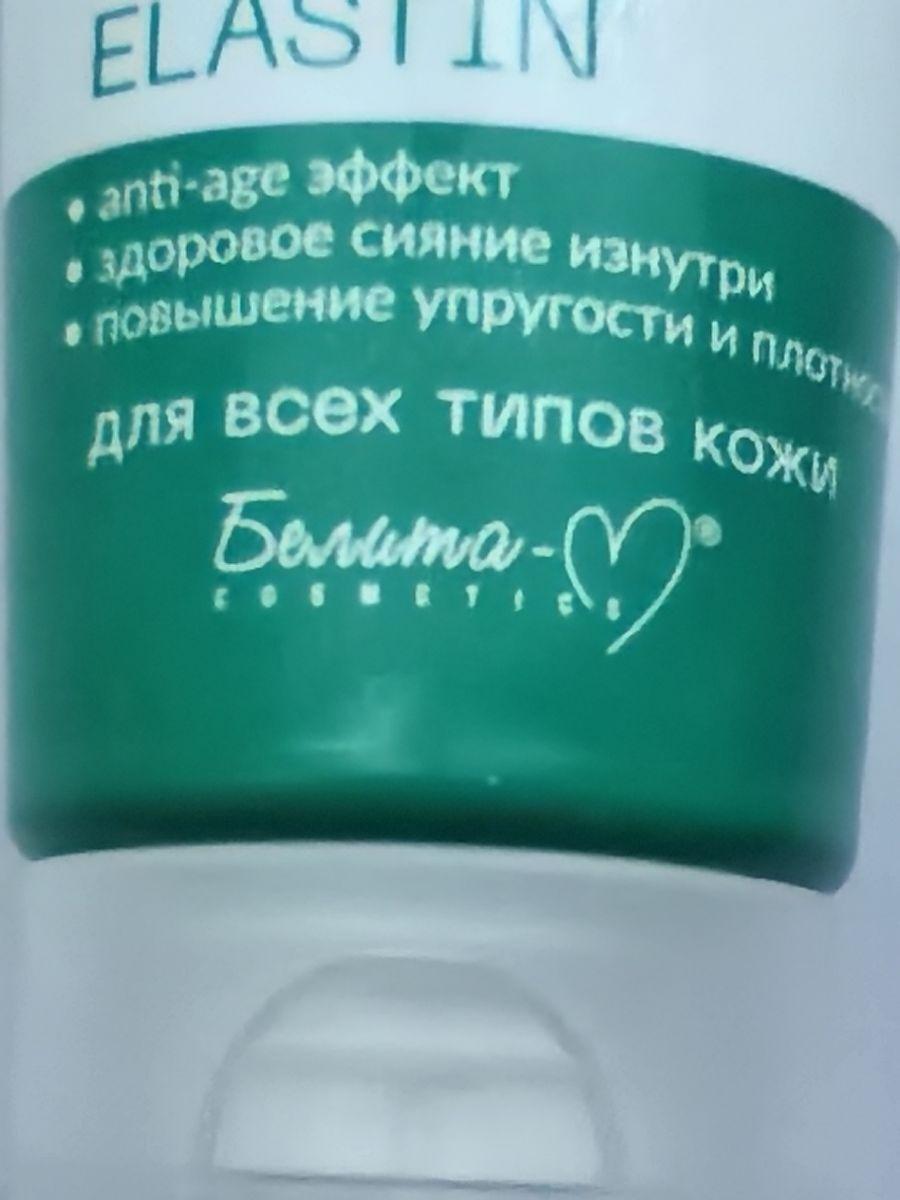 ELASTIN
• anti-age эффект
• здоровое сияние изнутри
• повышение упругости и
для всех типов кожи
Белита-М®
COSMETICS